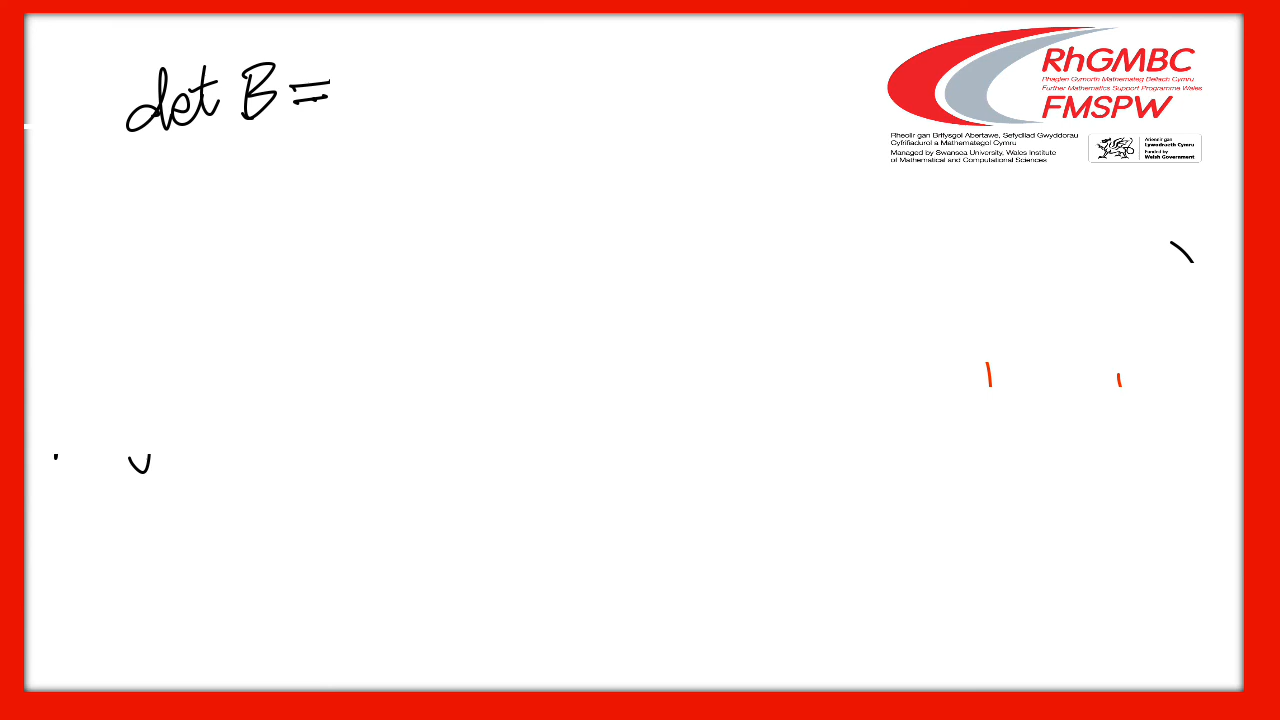 det B =
RhGMBC
Rhaglen Gymorth Mathemateg Bellach Cymru
Further Mathematics Support Programme Wales
FMSPW
Rheolir gan Brifysgol Abertawe, Sefydliad Gwyddorau
Cyfrifiadurol a Mathemategol Cymru
Managed by Swansea University, Wales Institute
of Mathematical and Computational Sciences
Ariennir gan
Lywodraeth Cymru
Funded by
Welsh Government